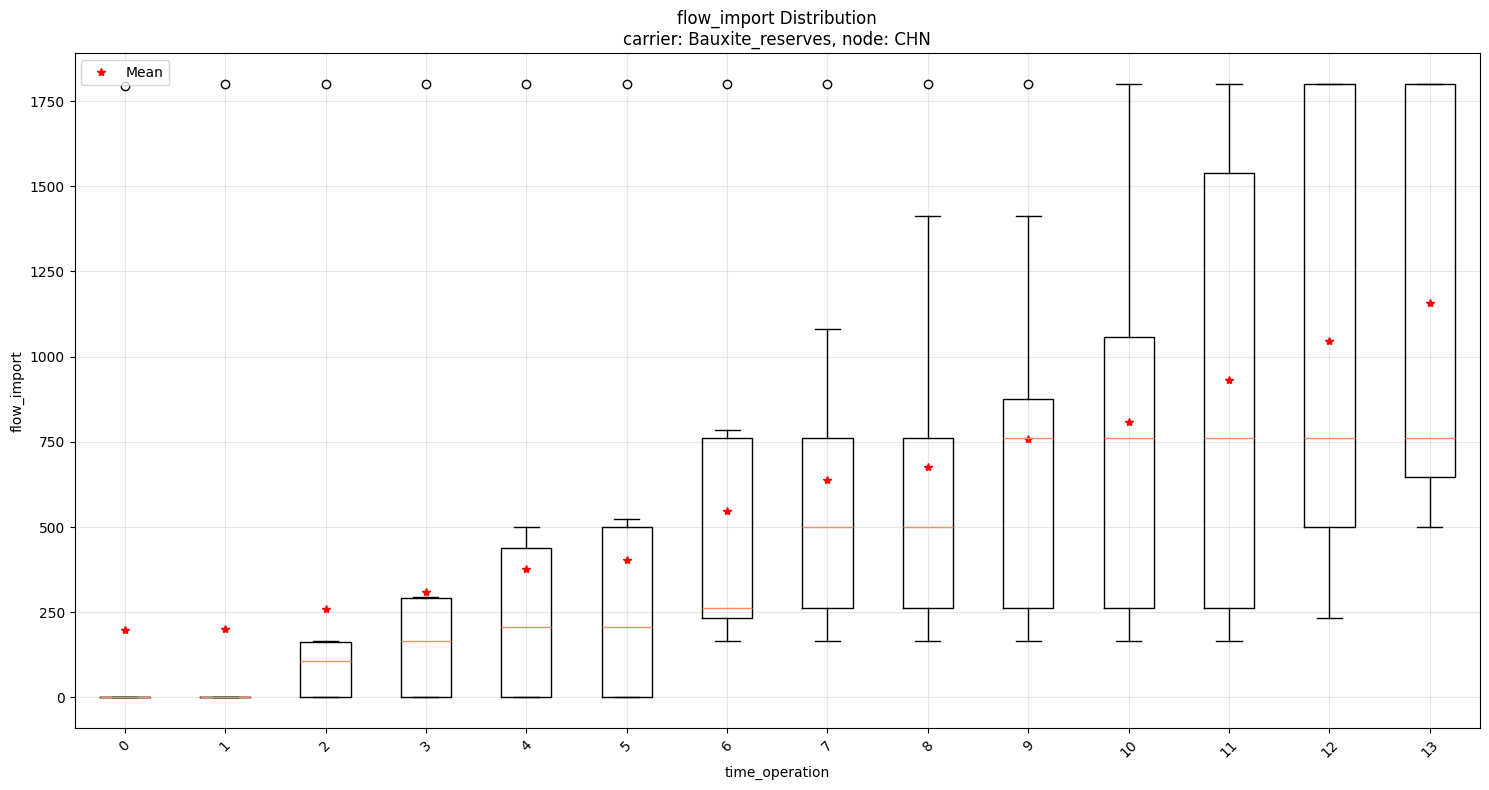 flow_import Distribution
carrier: Bauxite_reserves, node: CHN
Mean
flow_import
1750
1500
1250
1000
750
500
250
0
0 1 2 3 4 5 6 7 8 9 10 11 12 13
time_operation